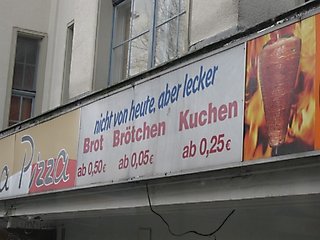 a Pizza
nicht von heute, aber lecker
Brot Brötchen Kuchen
ab 0,50€ ab 0,05€ ab 0,25€